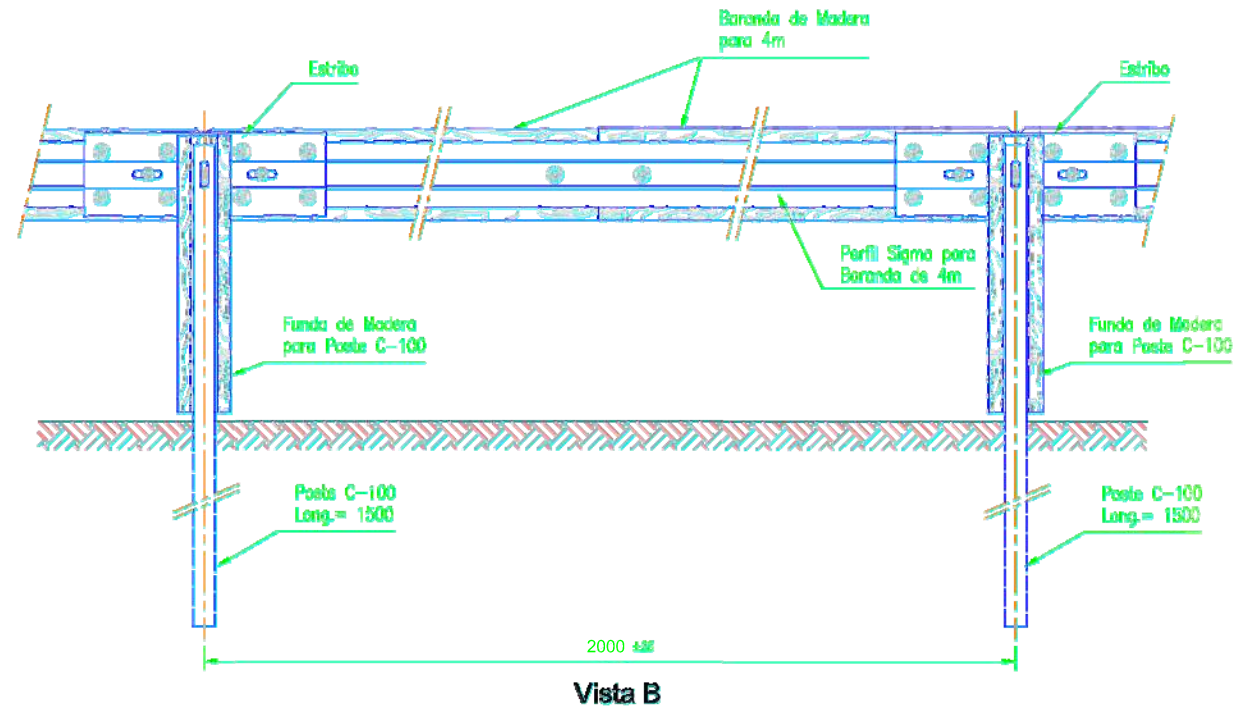 Baranda de Madera
para 4m
Estribo
Estribo
Perfil Sigma para
Baranda de 4m
Funda de Madera
para Poste C-100
Funda de Madera
para Poste C-100
Poste C-100
Long.= 1500
Poste C-100
Long.= 1500
2000
Vista B